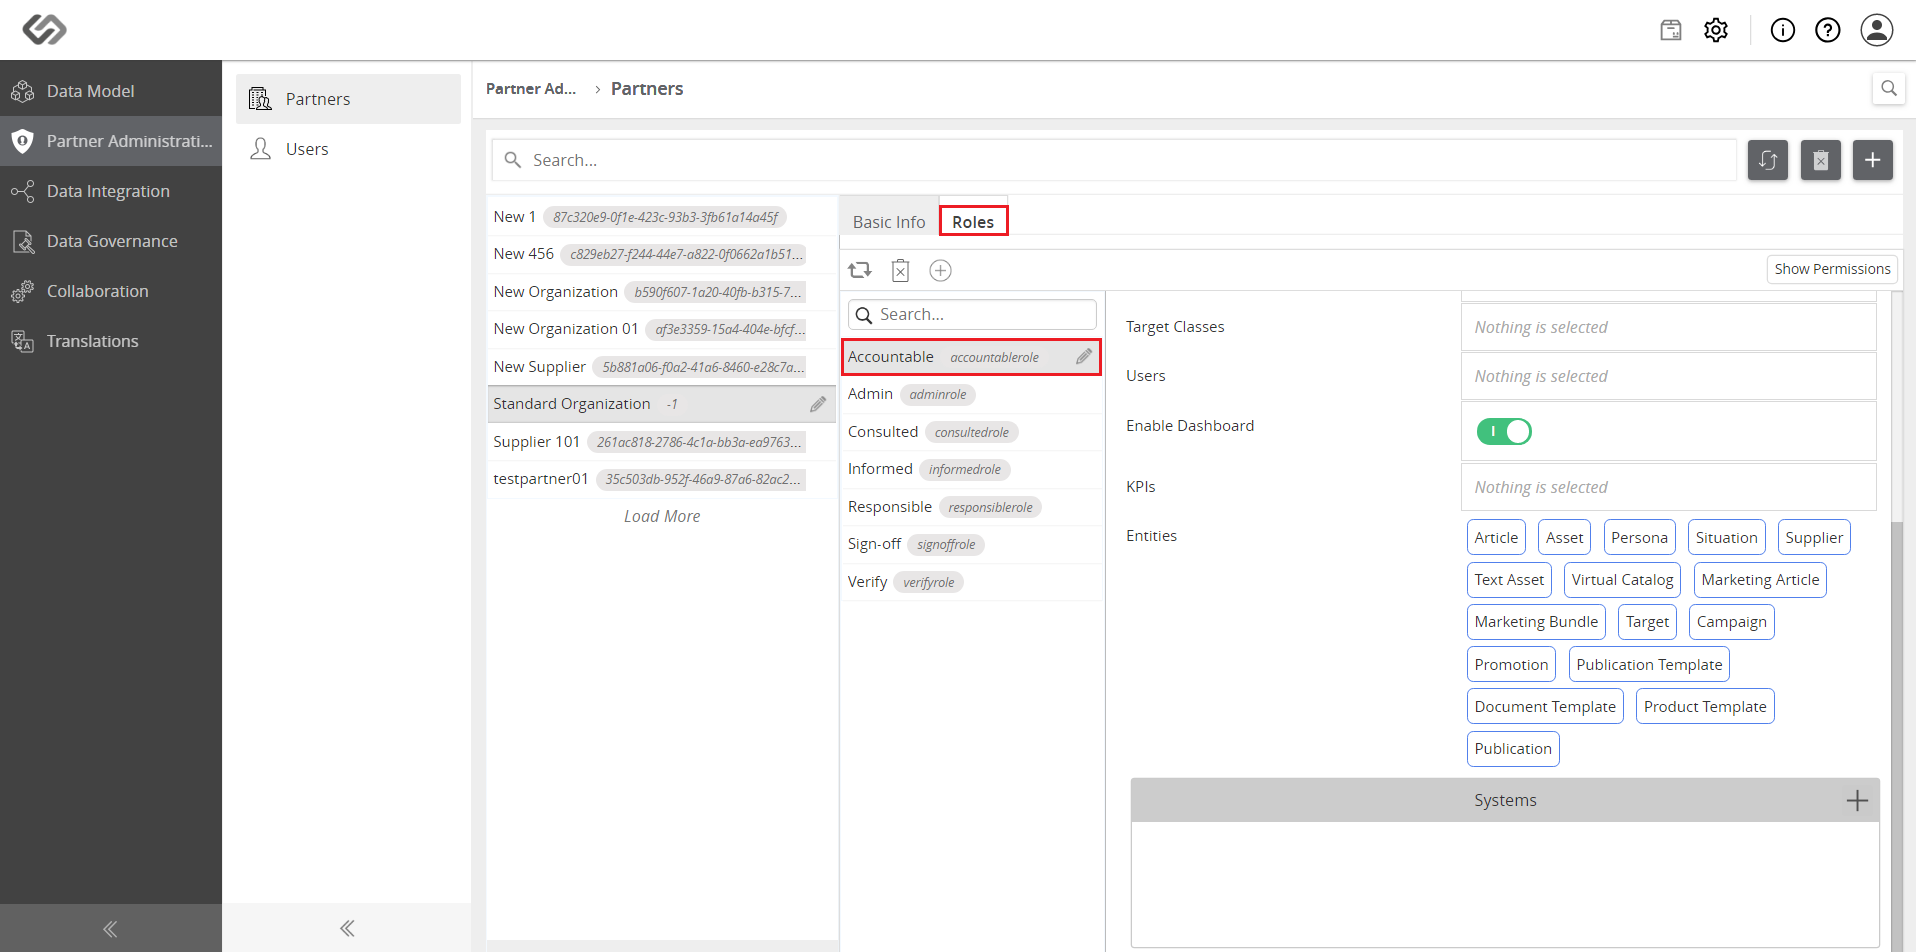 Data Model
Partner Administrati...
Data Integration
Data Governance
Collaboration
Translations
Partners
Users
Partner Ad... > Partners
Search...
New 1 87c320e9-0f1e-423c-93b3-3fb61a14a45f
New 456 c829eb27-f244-44e7-a822-0f0662a1b51...
New Organization b590f607-1a20-40fb-b315-7...
New Organization 01 af3e3359-15a4-404e-bfcf...
New Supplier 5b881a06-f0a2-41a6-8460-e28c7a...
Standard Organization -1
Supplier 101 261ac818-2786-4c1a-bb3a-ea9763...
testpartner01 35c503db-952f-46a9-87a6-82ac2...
Load More
Basic Info Roles
Show Permissions
Search...
Accountable accountablerole
Admin adminrole
Consulted consultedrole
Informed informedrole
Responsible responsiblerole
Sign-off signoffrole
Verify verifyrole
Target Classes Nothing is selected
Users Nothing is selected
Enable Dashboard
KPIs Nothing is selected
Entities Article Asset Persona Situation Supplier
Text Asset Virtual Catalog Marketing Article
Marketing Bundle Target Campaign
Promotion Publication Template
Document Template Product Template
Publication
Systems